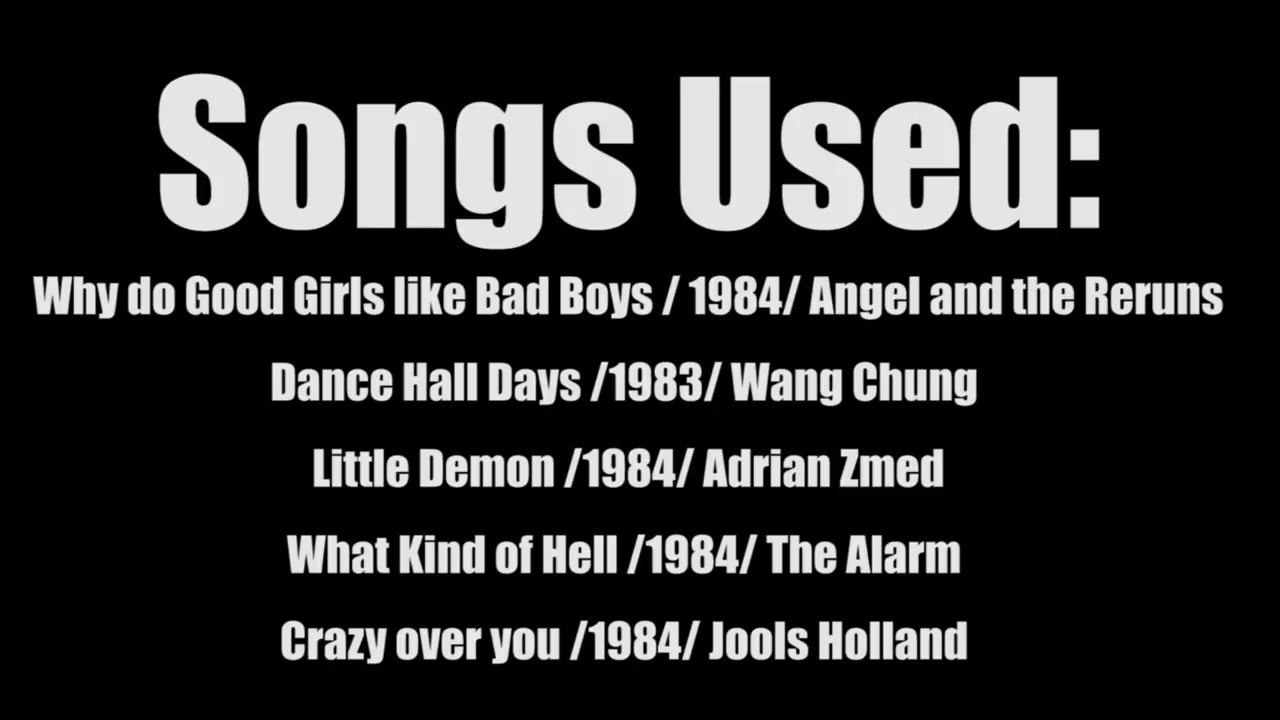 Songs Used:
Why do Good Girls like Bad Boys / 1984/ Angel and the Reruns
Dance Hall Days /1983/ Wang Chung
Little Demon /1984/ Adrian Zmed
What Kind of Hell /1984/ The Alarm
Crazy over you /1984/ Jools Holland